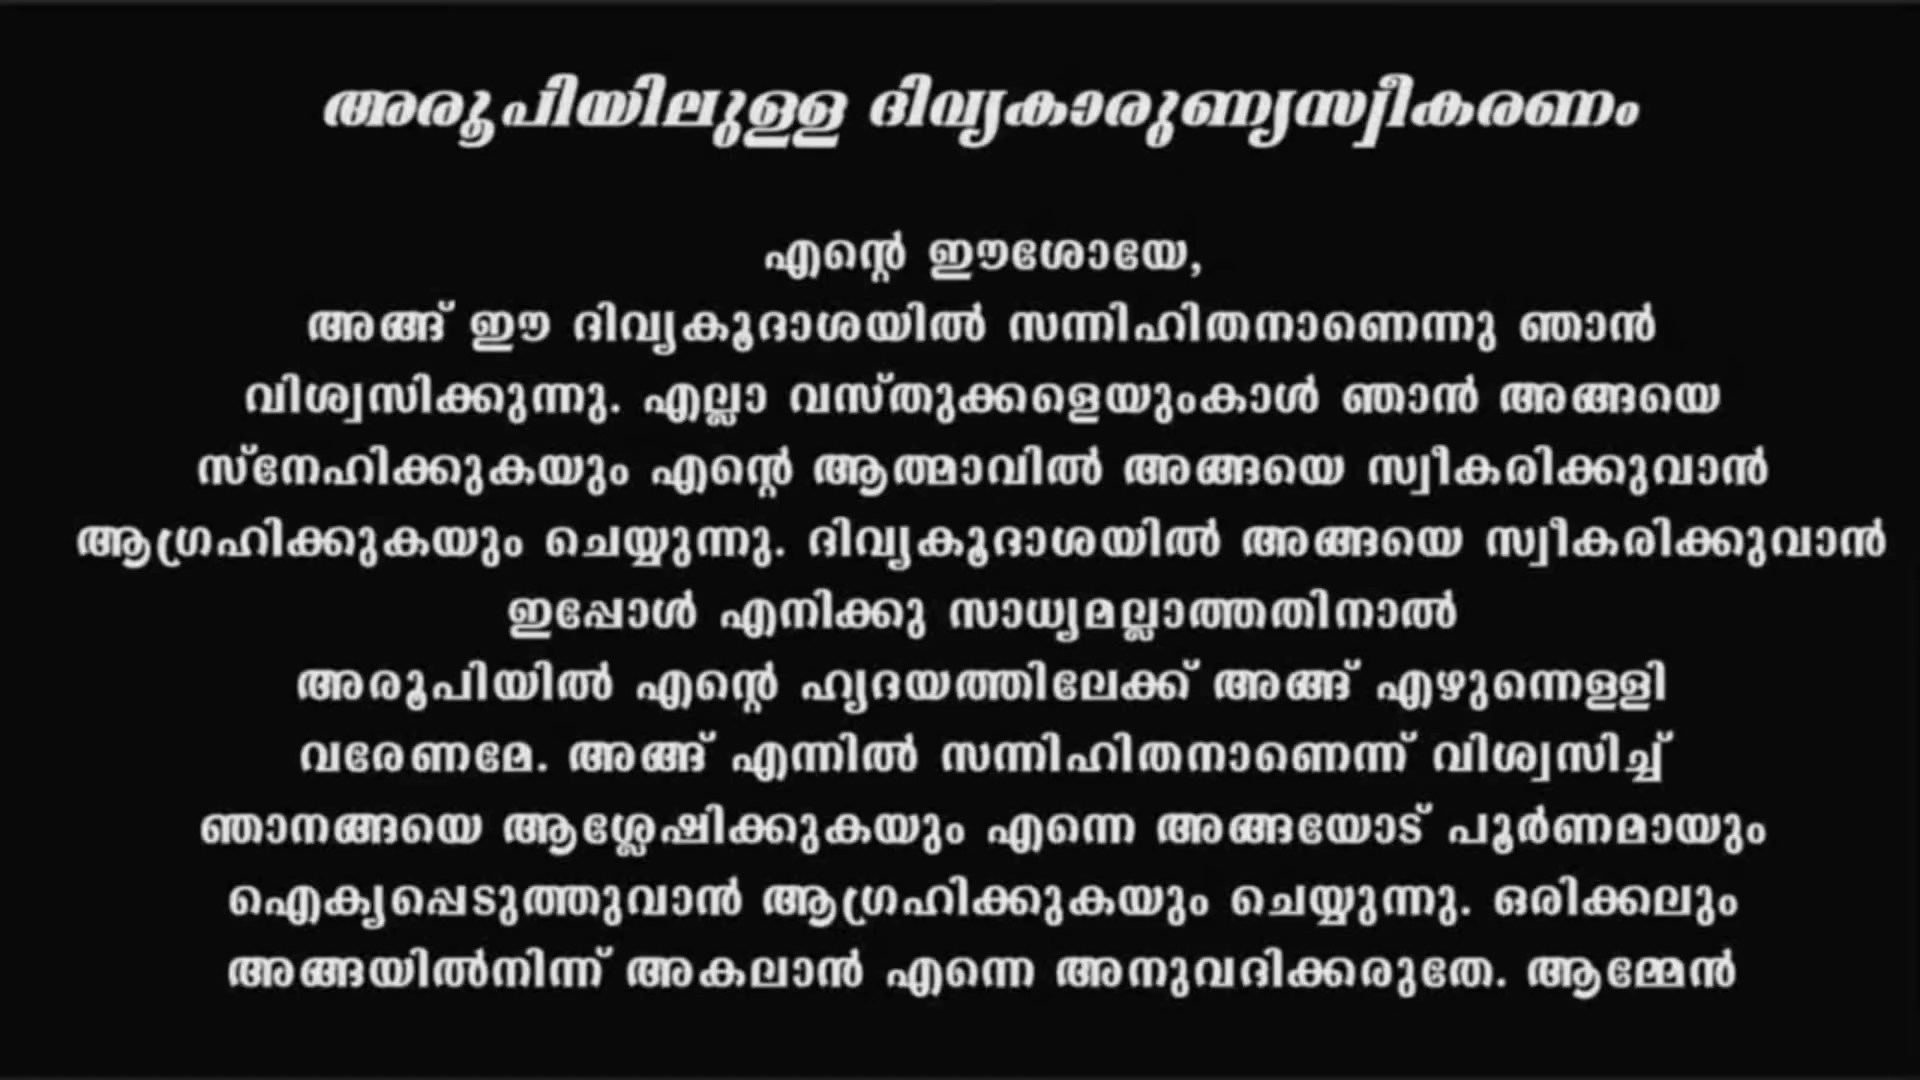 അരൂപിയിലുള്ള ദിവ്യകാരുണ്യസ്വീകരണം
എന്റെ ഈശോയേ,
അങ്ങ് ഈ ദിവ്യകൂദാശയിൽ സന്നിഹിതനാണെന്നു ഞാൻ
വിശ്വസിക്കുന്നു. എല്ലാ വസ്തുക്കളെയുംകാൾ ഞാൻ അങ്ങയെ
സ്നേഹിക്കുകയും എന്റെ ആത്മാവിൽ അങ്ങയെ സ്വീകരിക്കുവാൻ
ആഗ്രഹിക്കുകയും ചെയ്യുന്നു. ദിവ്യകൂദാശയിൽ അങ്ങയെ സ്വീകരിക്കുവാൻ
ഇപ്പോൾ എനിക്കു സാധ്യമല്ലാത്തതിനാൽ
അരൂപിയിൽ എന്റെ ഹൃദയത്തിലേക്ക് അങ്ങ് എഴുന്നെള്ളി
വരേണമേ. അങ്ങ് എന്നിൽ സന്നിഹിതനാണെന്ന് വിശ്വസിച്ച്
ഞാനങ്ങയെ ആശ്ലേഷിക്കുകയും എന്നെ അങ്ങയോട് പൂർണമായും
ഐക്യപ്പെടുത്തുവാൻ ആഗ്രഹിക്കുകയും ചെയ്യുന്നു. ഒരിക്കലും
അങ്ങയിൽനിന്ന് അകലാൻ എന്നെ അനുവദിക്കരുതേ. ആമ്മേൻ